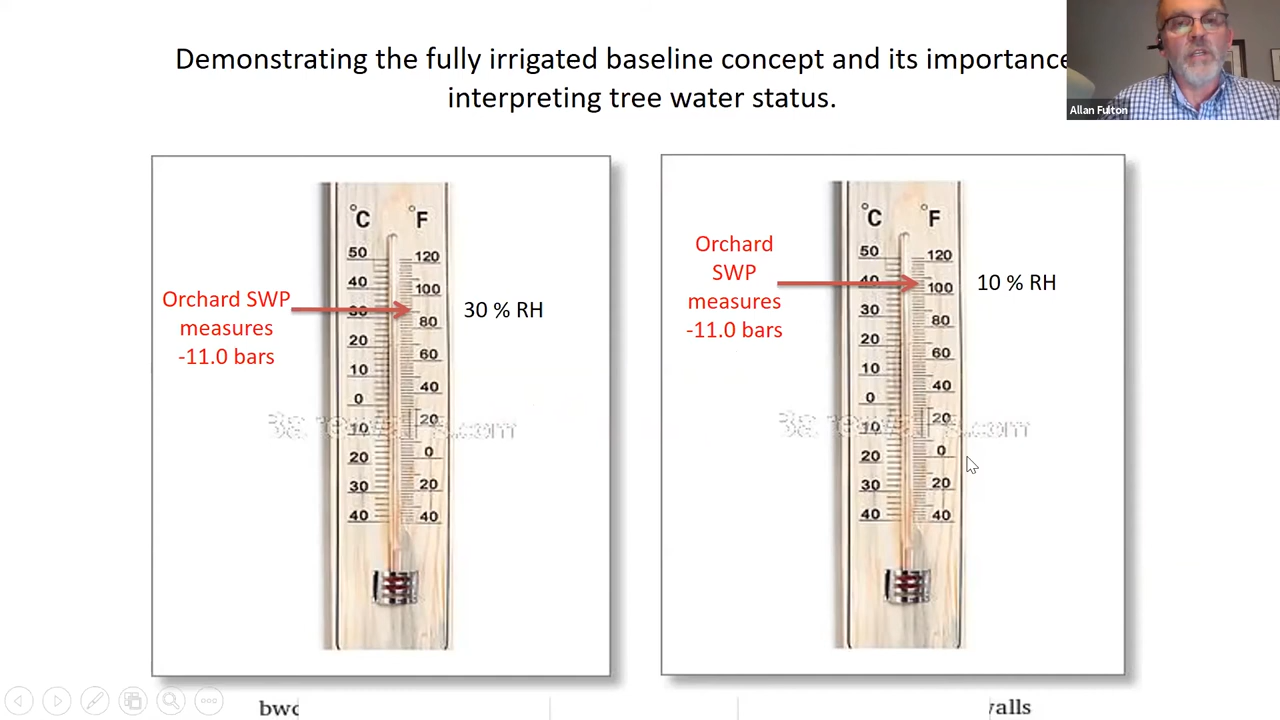 Demonstrating the fully irrigated baseline concept and its importance
interpreting tree water status.
Allan Fulton
°C °F
50 120
40 100
30 80
20 60
10 40
0 20
10 0
20 20
30 40
40
Orchard SWP
measures
-11.0 bars
30 % RH
°C °F
50 120
40 100
30 80
20 60
10 40
0 20
10 0
20 20
30 40
40
Orchard
SWP
measures
-11.0 bars
10 % RH